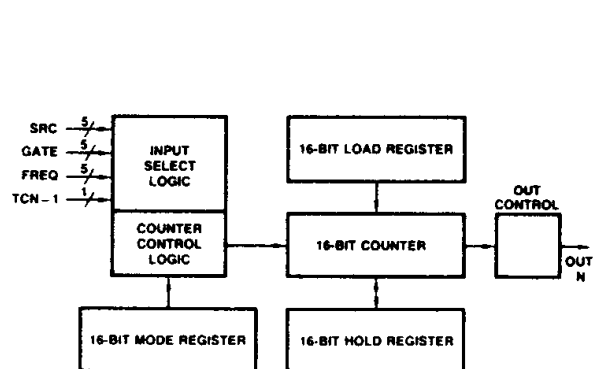 SRC 5
GATE 5
FREQ 5
TCN-1 1
INPUT
SELECT
LOGIC
COUNTER
CONTROL
LOGIC
16-BIT MODE REGISTER
16-BIT LOAD REGISTER
16-BIT COUNTER
16-BIT HOLD REGISTER
OUT
CONTROL
OUT
N